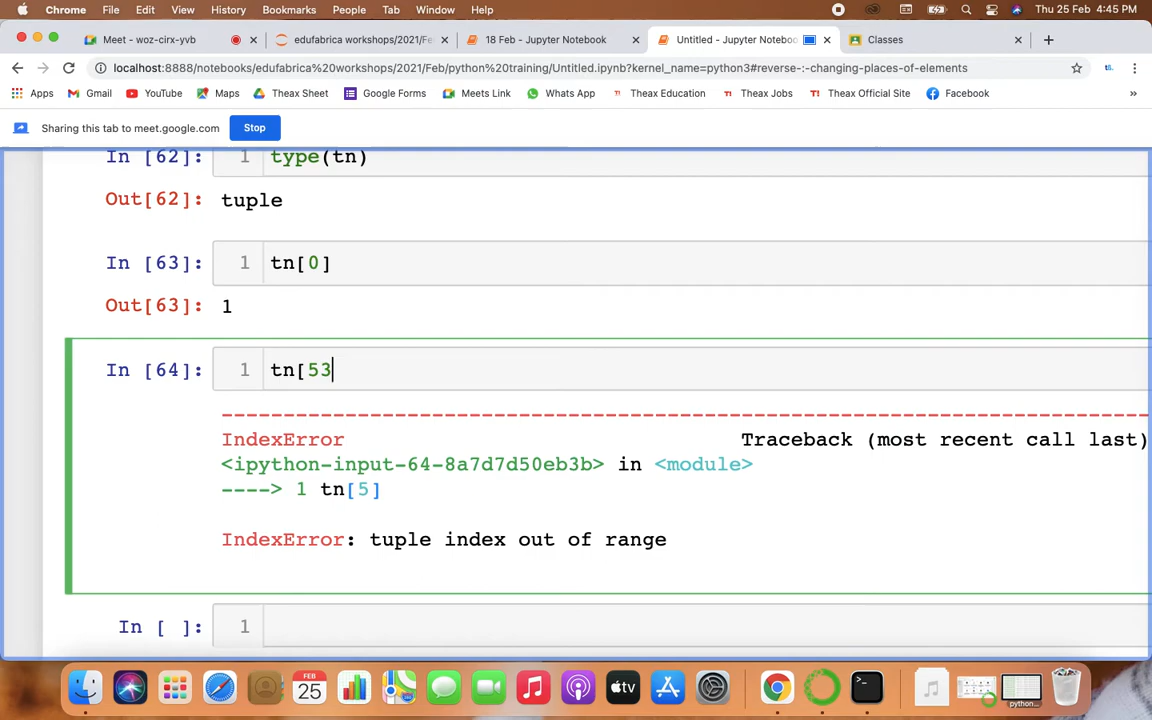 Chrome File Edit View History Bookmarks People Tab Window Help Thu 25 Feb 4:45 PM
Meet - woz-cirx-yvb edufabrica workshops/2021/Fe 18 Feb - Jupyter Notebook Untitled - Jupyter Noteboo Classes
localhost:8888/notebooks/edufabrica%20workshops/2021/Feb/python%20training/Untitled.ipynb?kernel_name=python3#reverse-:-changing-places-of-elements
Apps Gmail YouTube Maps Theax Sheet Google Forms Meets Link Whats App Theax Education Theax Jobs Theax Official Site Facebook »
Sharing this tab to meet.google.com Stop
In [62]: 1 type(tn)
Out[62]: tuple
In [63]: 1 tn[0]
Out[63]: 1
In [64]: 1 tn[53
IndexError Traceback (most recent call last)
<ipython-input-64-8a7d7d50eb3b> in <module>
----> 1 tn[5]
IndexError: tuple index out of range
In [ ]: 1
FEB
25
tv
python...